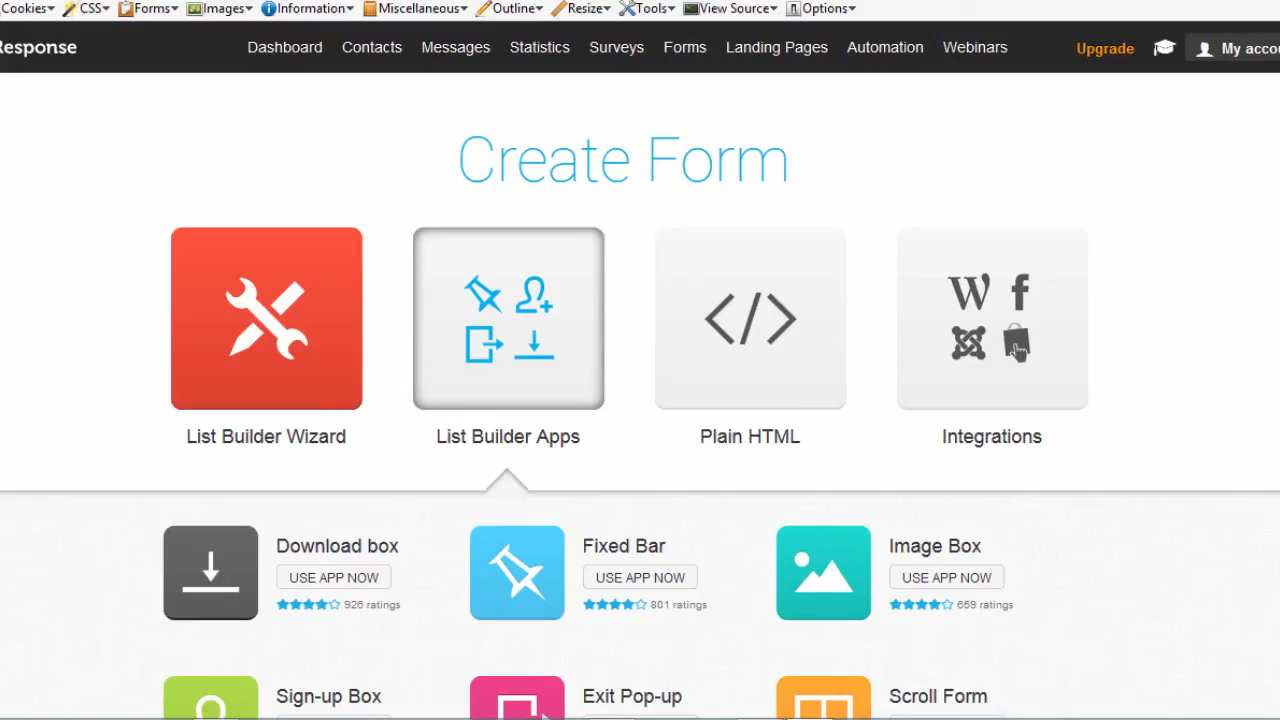 Cookies CSS Forms Images Information Miscellaneous Outline Resize Tools View Source Options
Response Dashboard Contacts Messages Statistics Surveys Forms Landing Pages Automation Webinars Upgrade My accou
Create Form
List Builder Wizard List Builder Apps Plain HTML Integrations
Download box Fixed Bar Image Box
USE APP NOW USE APP NOW USE APP NOW
926 ratings 801 ratings 659 ratings
Sign-up Box Exit Pop-up Scroll Form